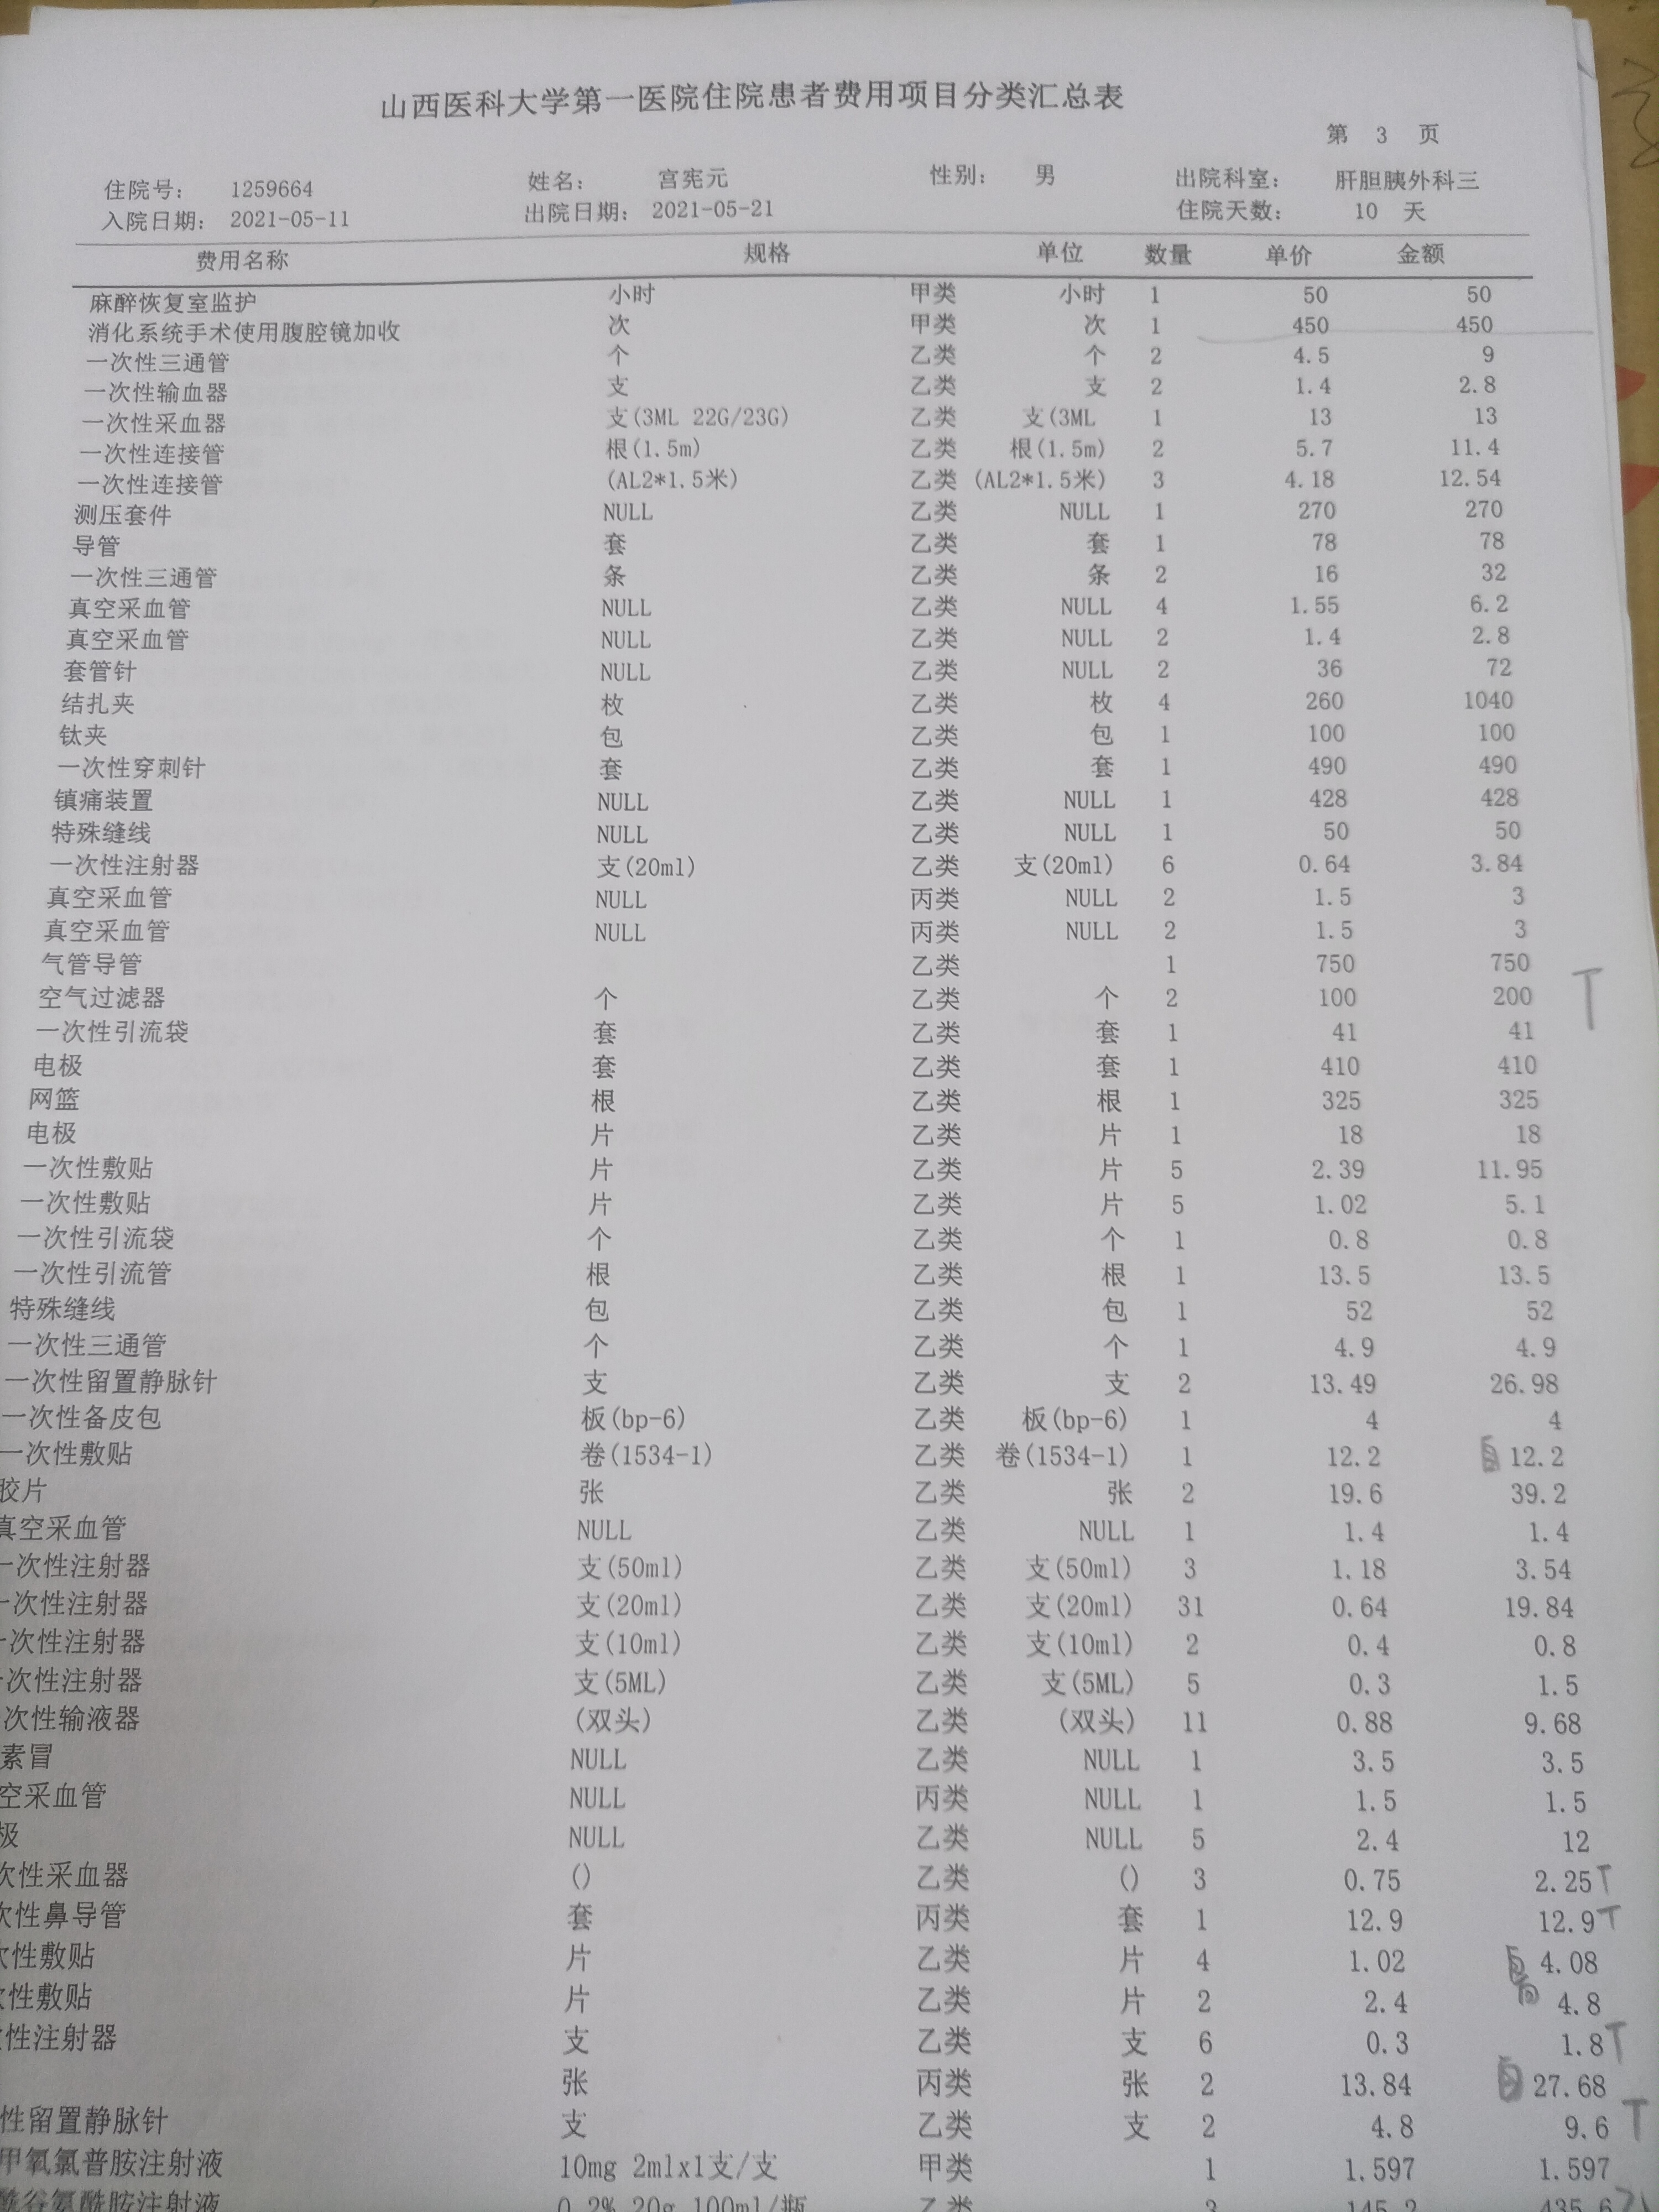 山西医科大学第一医院住院患者费用项目分类汇总表
第 3 页
住院号: 1259664 姓名: 宫宪元 性别: 男 出院科室: 肝胆胰外科三
入院日期: 2021-05-11 出院日期: 2021-05-21 住院天数: 10 天
费用名称 规格 单位 数量 单价 金额
麻醉恢复室监护 小时 甲类 小时 1 50 50
消化系统手术使用腹腔镜加收 次 甲类 次 1 450 450
一次性三通管 个 乙类 个 2 4.5 9
一次性输血器 支 乙类 支 2 1.4 2.8
一次性采血器 支(3ML 22G/23G) 乙类 支(3ML 1 13 13
一次性连接管 根(1.5m) 乙类 根(1.5m) 2 5.7 11.4
一次性连接管 (AL2*1.5米) 乙类 (AL2*1.5米) 3 4.18 12.54
测压套件 NULL 乙类 NULL 1 270 270
导管 套 乙类 套 1 78 78
一次性三通管 条 乙类 条 2 16 32
真空采血管 NULL 乙类 NULL 4 1.55 6.2
真空采血管 NULL 乙类 NULL 2 1.4 2.8
套管针 NULL 乙类 NULL 2 36 72
结扎夹 枚 乙类 枚 4 260 1040
钛夹 包 乙类 包 1 100 100
一次性穿刺针 套 乙类 套 1 490 490
镇痛装置 NULL 乙类 NULL 1 428 428
特殊缝线 NULL 乙类 NULL 1 50 50
一次性注射器 支(20ml) 乙类 支(20ml) 6 0.64 3.84
真空采血管 NULL 丙类 NULL 2 1.5 3
真空采血管 NULL 丙类 NULL 2 1.5 3
气管导管 乙类 1 750 750
空气过滤器 个 乙类 个 2 100 200 T
一次性引流袋 套 乙类 套 1 41 41
电极 套 乙类 套 1 410 410
网篮 根 乙类 根 1 325 325
电极 片 乙类 片 1 18 18
一次性敷贴 片 乙类 片 5 2.39 11.95
一次性敷贴 片 乙类 片 5 1.02 5.1
一次性引流袋 个 乙类 个 1 0.8 0.8
一次性引流管 根 乙类 根 1 13.5 13.5
特殊缝线 包 乙类 包 1 52 52
一次性三通管 个 乙类 个 1 4.9 4.9
一次性留置静脉针 支 乙类 支 2 13.49 26.98
一次性备皮包 板(bp-6) 乙类 板(bp-6) 1 4 4
一次性敷贴 卷(1534-1) 乙类 卷(1534-1) 1 12.2 12.2
胶片 张 乙类 张 2 19.6 39.2
真空采血管 NULL 乙类 NULL 1 1.4 1.4
一次性注射器 支(50ml) 乙类 支(50ml) 3 1.18 3.54
一次性注射器 支(20ml) 乙类 支(20ml) 31 0.64 19.84
一次性注射器 支(10ml) 乙类 支(10ml) 2 0.4 0.8
一次性注射器 支(5ML) 乙类 支(5ML) 5 0.3 1.5
次性输液器 (双头) 乙类 (双头) 11 0.88 9.68
素冒 NULL 乙类 NULL 1 3.5 3.5
空采血管 NULL 丙类 NULL 1 1.5 1.5
极 NULL 乙类 NULL 5 2.4 12
次性采血器 () 乙类 () 3 0.75 2.25 T
次性鼻导管 套 丙类 套 1 12.9 12.9 T
次性敷贴 片 乙类 片 4 1.02 4.08
性敷贴 片 乙类 片 2 2.4 4.8
性注射器 支 乙类 支 6 0.3 1.8 T
张 丙类 张 2 13.84 27.68
性留置静脉针 支 乙类 支 2 4.8 9.6 T
甲氧氯普胺注射液 10mg 2mlx1支/支 甲类 1 1.597 1.597
谷氨酰胺注射液 0.2% 20g 100ml/瓶 乙类 3 145.2 435.6